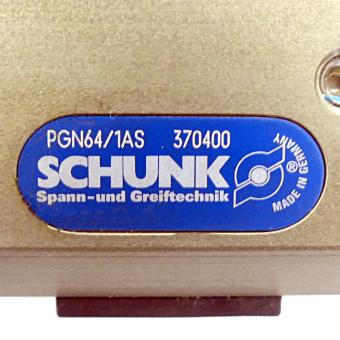 PGN64/1AS 370400
SCHUNK ®
Spann-und Greiftechnik
MADE IN GERMANY